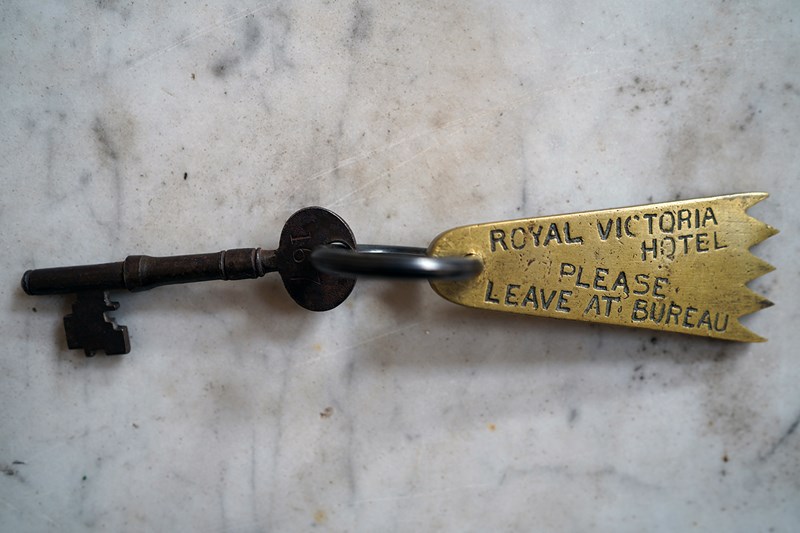 ROYAL VICTORIA
HOTEL
PLEASE
LEAVE AT BUREAU